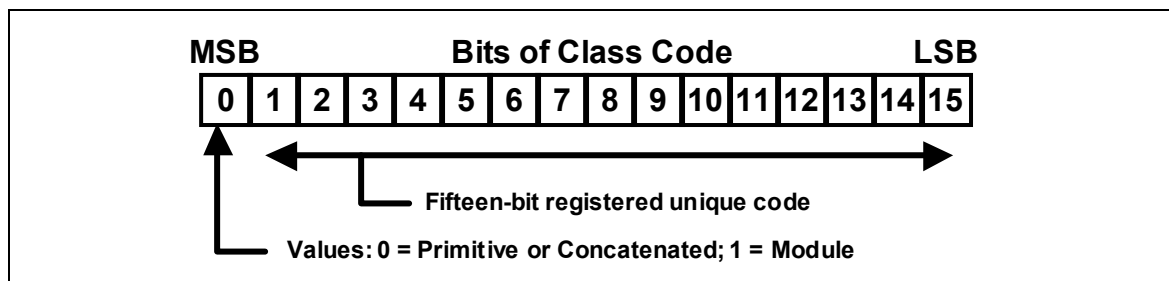 MSB Bits of Class Code LSB
0 1 2 3 4 5 6 7 8 9 10 11 12 13 14 15
Fifteen-bit registered unique code
Values: 0 = Primitive or Concatenated; 1 = Module